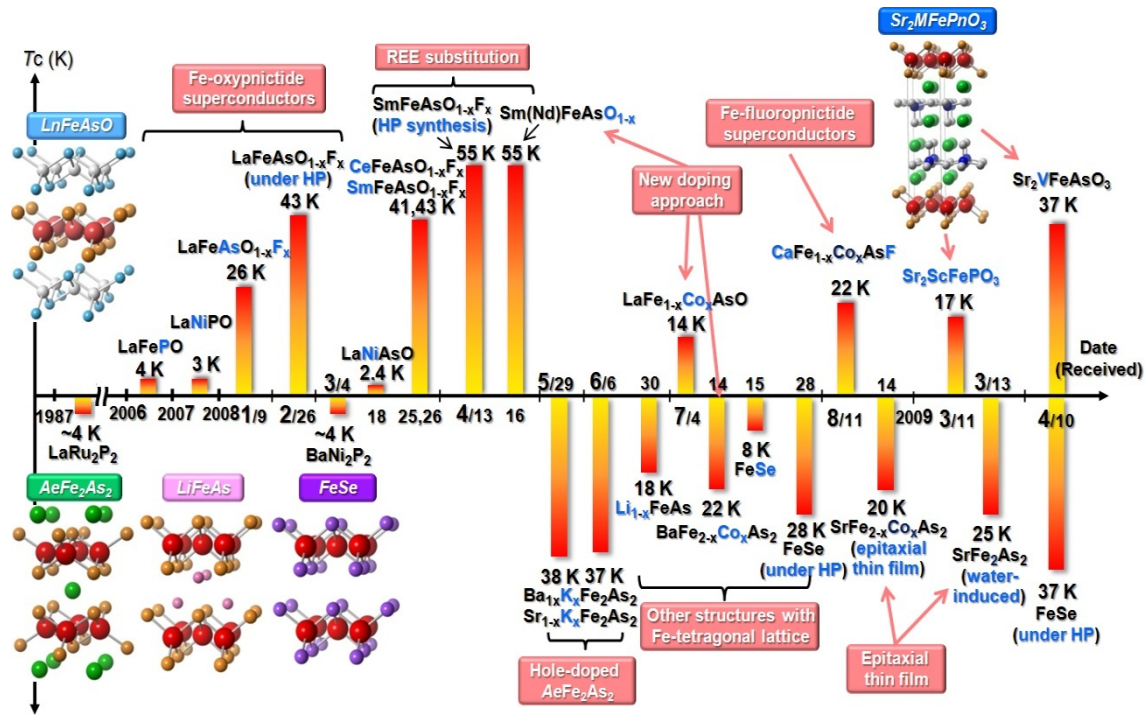 Tc (K)
LnFeAsO
Fe-oxypnictide
superconductors
REE substitution
SmFeAsO1-xFx
(HP synthesis)
Sm(Nd)FeAsO1-x
55 K
55 K
LaFeAsO1-xFx
(under HP)
43 K
CeFeAsO1-xFx
SmFeAsO1-xFx
41,43 K
New doping
approach
Fe-fluoropnictide
superconductors
Sr2MFePnO3
Sr2VFeAsO3
37 K
LaFeAsO1-xFx
26 K
CaFe1-xCoxAsF
22 K
Sr2ScFePO3
17 K
LaFe1-xCoxAsO
14 K
LaNiPO
3 K
LaFePO
4 K
LaNiAsO
2.4 K
Date
(Received)
1987
2006
2007
2008
1/9
2/26
3/4
18
25,26
4/13
16
5/29
6/6
30
7/4
14
15
28
8/11
14
2009
3/11
3/13
4/10
~4 K
LaRu2P2
~4 K
BaNi2P2
8 K
FeSe
18 K
Li1-xFeAs
22 K
BaFe2-xCoxAs2
28 K
FeSe
(under HP)
20 K
SrFe2-xCoxAs2
(epitaxial
thin film)
25 K
SrFe2As2
(water-
induced)
37 K
FeSe
(under HP)
38 K
37 K
Ba1xKxFe2As2
Sr1-xKxFe2As2
Hole-doped
AeFe2As2
Other structures with
Fe-tetragonal lattice
Epitaxial
thin film
AeFe2As2
LiFeAs
FeSe